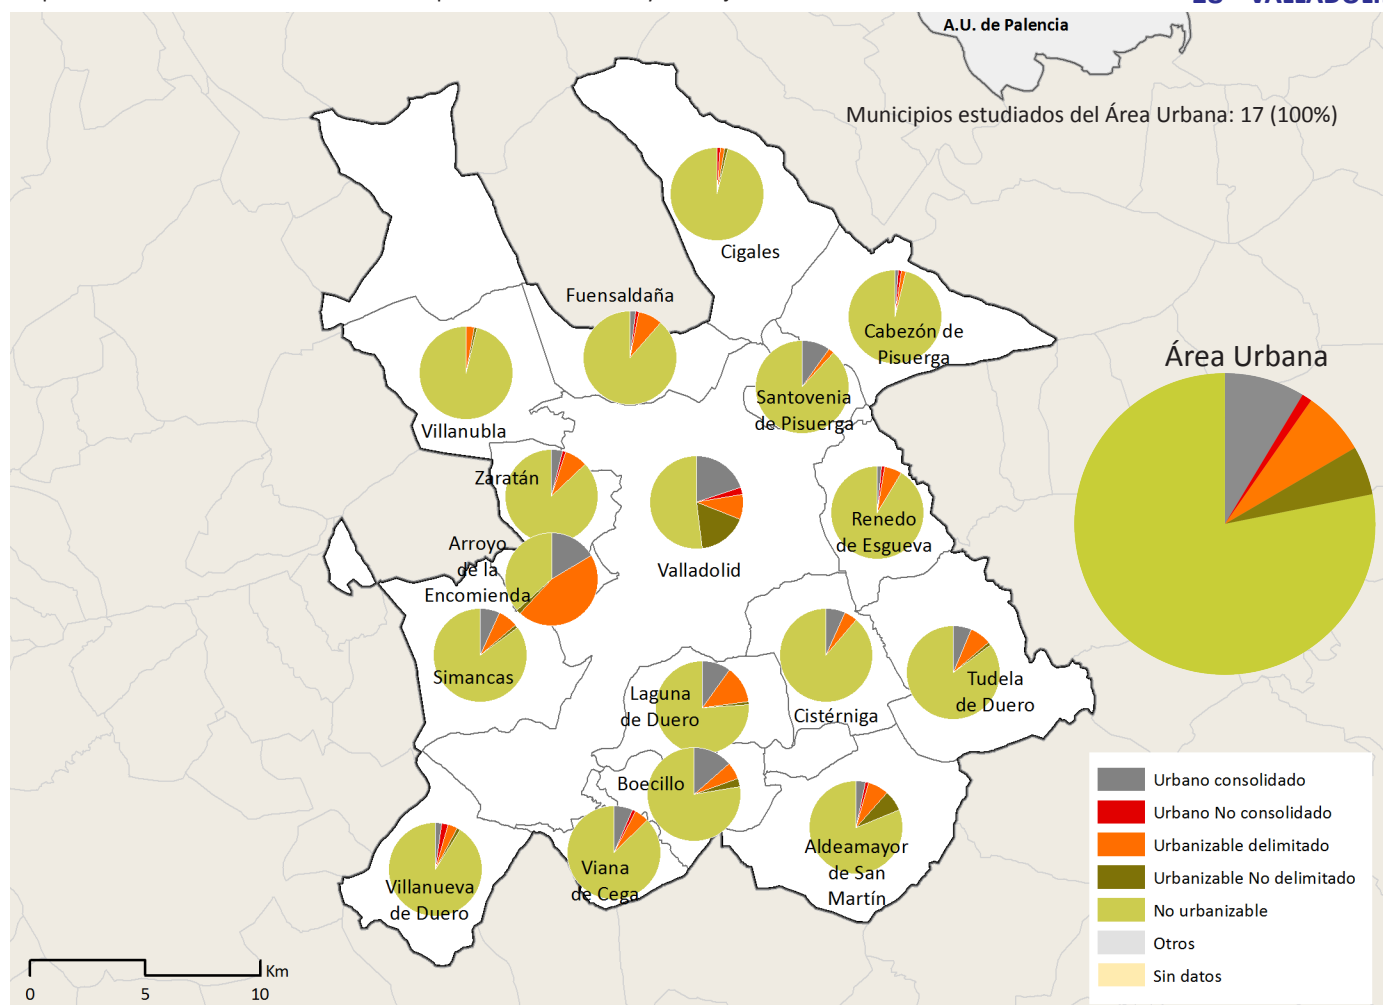 A.U. de Palencia
Municipios estudiados del Área Urbana: 17 (100%)
Cigales
Fuensaldaña
Cabezón de
Pisuerga
Área Urbana
Santovenia
de Pisuerga
Villanubla
Zaratán
Renedo
de Esgueva
Arroyo
de la
Encomienda
Valladolid
Simancas
Laguna
de Duero
Cistérniga
Tudela
de Duero
Boecillo
Aldeamayor
de San
Martín
Viana
de Cega
Villanueva
de Duero
Urbano consolidado
Urbano No consolidado
Urbanizable delimitado
Urbanizable No delimitado
No urbanizable
Otros
Sin datos
Km
0 5 10